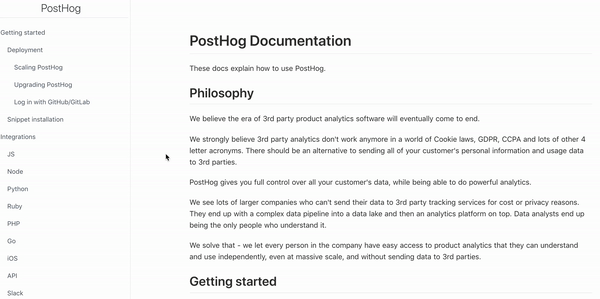 PostHog
Getting started
Deployment
Scaling PostHog
Upgrading PostHog
Log in with GitHub/GitLab
Snippet installation
Integrations
JS
Node
Python
Ruby
PHP
Go
iOS
API
Slack
PostHog Documentation
These docs explain how to use PostHog.
Philosophy
We believe the era of 3rd party product analytics software will eventually come to end.
We strongly believe 3rd party analytics don't work anymore in a world of Cookie laws, GDPR, CCPA and lots of other 4
letter acronyms. There should be an alternative to sending all of your customer's personal information and usage data
to 3rd parties.
PostHog gives you full control over all your customer's data, while being able to do powerful analytics.
We see lots of larger companies who can't send their data to 3rd party tracking services for cost or privacy reasons.
They end up with a complex data pipeline into a data lake and then an analytics platform on top. Data analysts end up
being the only people who understand it.
We solve that - we let every person in the company have easy access to product analytics that they can understand
and use independently, even at massive scale, and without sending data to 3rd parties.
Getting started